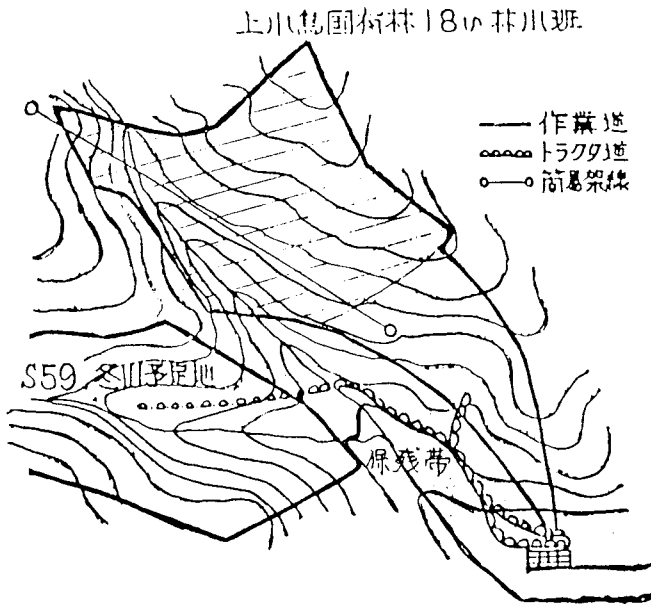 上小鳥国有林18い林小班
作業道
トラクタ道
簡易架線
S59 冬山予定地
保残帯